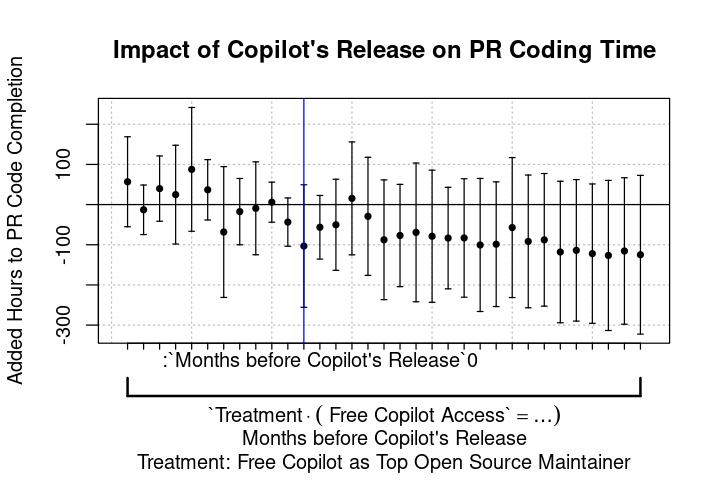 Impact of Copilot's Release on PR Coding Time
Added Hours to PR Code Completion
100
-100
-300
:`Months before Copilot's Release`0
`Treatment · ( Free Copilot Access` = …)
Months before Copilot's Release
Treatment: Free Copilot as Top Open Source Maintainer